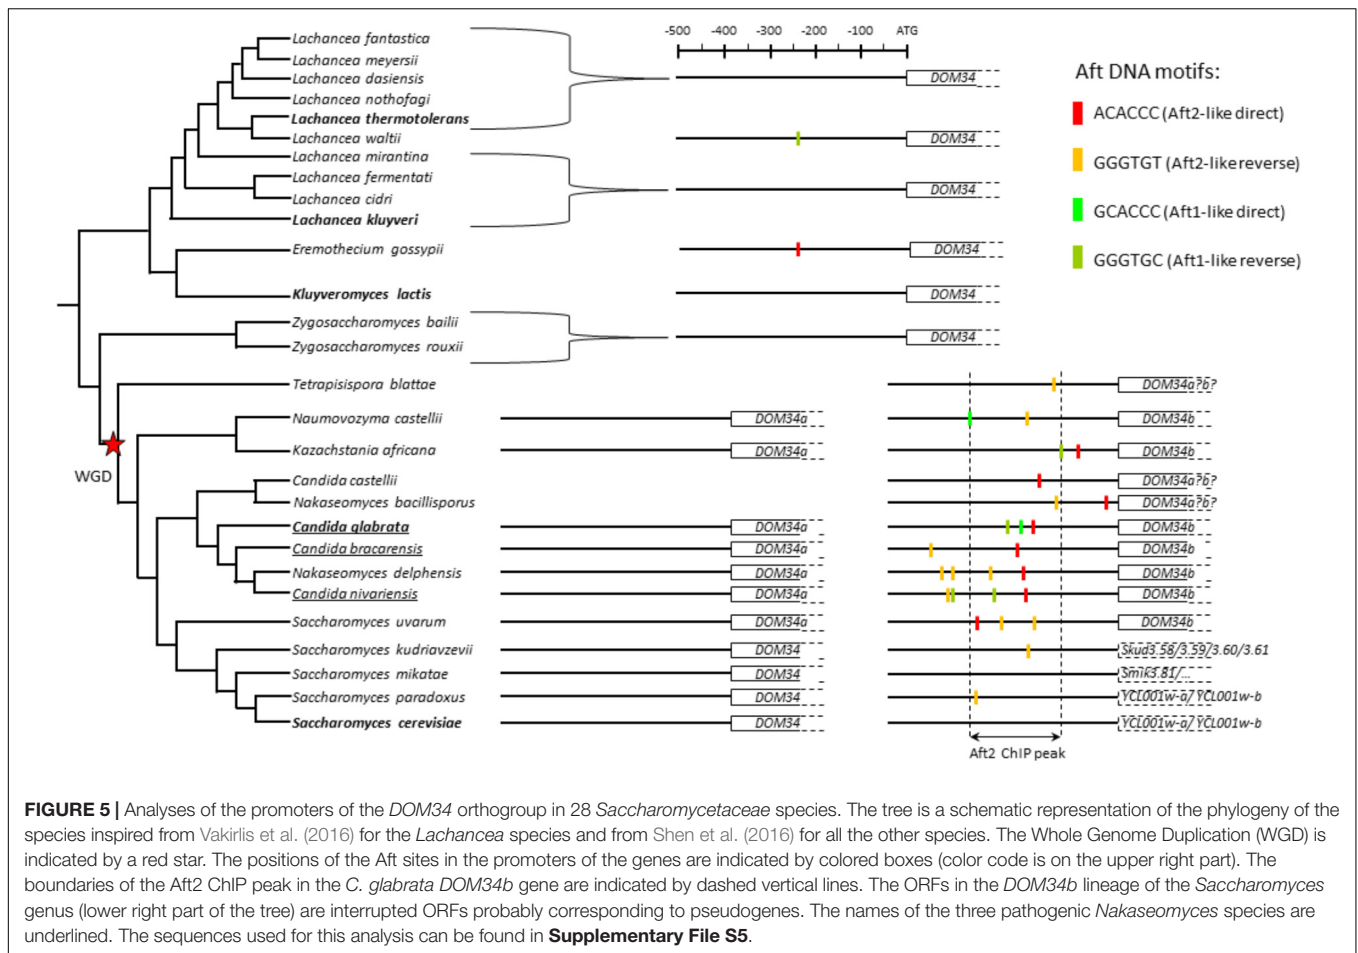 -500 -400 -300 -200 ATG
Lachancea fantastica
Lachancea meyersii
Lachancea dasiensis DOM34
Lachancea nothofagi
Lachancea thermotolerans
Lachancea waltii DOM34
Lachancea mirantina
Lachancea fermentati DOM34
Lachancea cidri
Lachancea kluyveri
Eremothecium gossypii DOM34
Kluyveromyces lactis DOM34
Zygosaccharomyces bailii DOM34
Zygosaccharomyces rouxii
Aft DNA motifs:
ACACCC (Aft2-like direct)
GGGTGT (Aft2-like reverse)
GCACCC (Aft1-like direct)
GGGTGC (Aft1-like reverse)
Tetrapisispora blattae DOM34a?b?
Naumovozyma castellii DOM34a DOM34b
WGD
Kazachstania africana DOM34a DOM34b
Candida castellii DOM34a?b?
Nakaseomyces bacillisporus DOM34a?b?
Candida glabrata DOM34a DOM34b
Candida bracarensis DOM34a DOM34b
Nakaseomyces delphensis DOM34a DOM34b
Candida nivariensis DOM34a DOM34b
Saccharomyces uvarum DOM34a DOM34b
Saccharomyces kudriavzevii DOM34 Skud3.58/3.59/3.60/3.61
Saccharomyces mikatae DOM34 Smik3.81/...
Saccharomyces paradoxus DOM34 YCL001w-a/ YCL001w-b
Saccharomyces cerevisiae DOM34 YCL001w-a/ YCL001w-b
Aft2 ChIP peak
FIGURE 5 | Analyses of the promoters of the DOM34 orthogroup in 28 Saccharomycetaceae species. The tree is a schematic representation of the phylogeny of the
species inspired from Vakirlis et al. (2016) for the Lachancea species and from Shen et al. (2016) for all the other species. The Whole Genome Duplication (WGD) is
indicated by a red star. The positions of the Aft sites in the promoters of the genes are indicated by colored boxes (color code is on the upper right part). The
boundaries of the Aft2 ChIP peak in the C. glabrata DOM34b gene are indicated by dashed vertical lines. The ORFs in the DOM34b lineage of the Saccharomyces
genus (lower right part of the tree) are interrupted ORFs probably corresponding to pseudogenes. The names of the three pathogenic Nakaseomyces species are
underlined. The sequences used for this analysis can be found in Supplementary File S5.